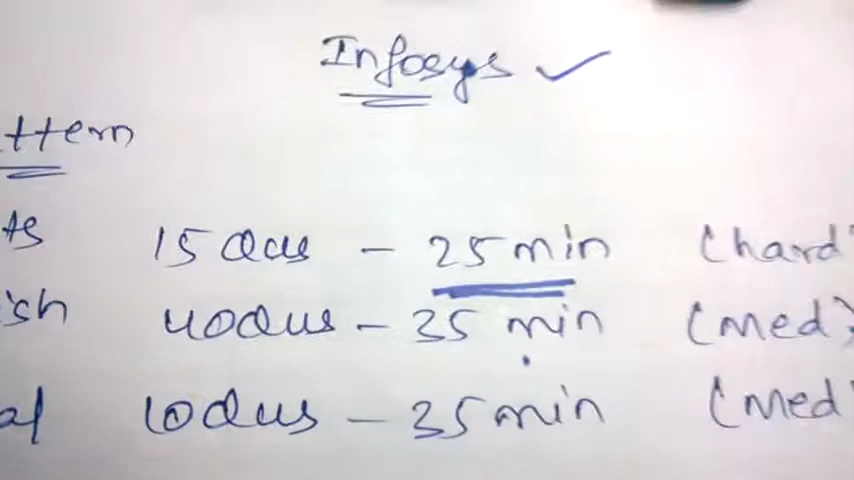 Infosys
ttern
ts 15 Qus - 25 min (hard
ish 40 Qus - 35 min (med)
al 10 Qus - 35 min (med